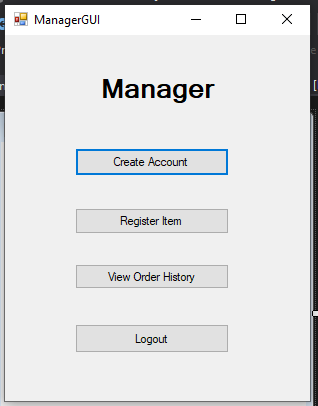 ManagerGUI
Manager
Create Account
Register Item
View Order History
Logout